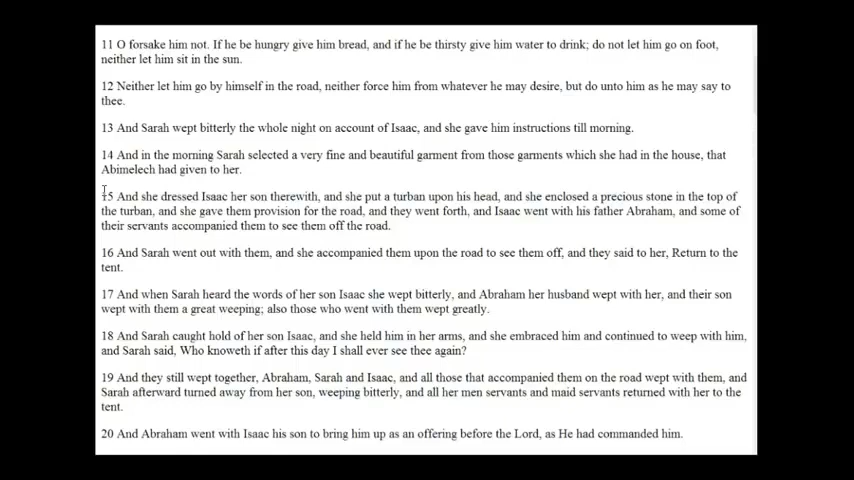 11 O forsake him not. If he be hungry give him bread, and if he be thirsty give him water to drink; do not let him go on foot,
neither let him sit in the sun.
12 Neither let him go by himself in the road, neither force him from whatever he may desire, but do unto him as he may say to
thee.
13 And Sarah wept bitterly the whole night on account of Isaac, and she gave him instructions till morning.
14 And in the morning Sarah selected a very fine and beautiful garment from those garments which she had in the house, that
Abimelech had given to her.
15 And she dressed Isaac her son therewith, and she put a turban upon his head, and she enclosed a precious stone in the top of
the turban, and she gave them provision for the road, and they went forth, and Isaac went with his father Abraham, and some of
their servants accompanied them to see them off the road.
16 And Sarah went out with them, and she accompanied them upon the road to see them off, and they said to her, Return to the
tent.
17 And when Sarah heard the words of her son Isaac she wept bitterly, and Abraham her husband wept with her, and their son
wept with them a great weeping; also those who went with them wept greatly.
18 And Sarah caught hold of her son Isaac, and she held him in her arms, and she embraced him and continued to weep with him,
and Sarah said, Who knoweth if after this day I shall ever see thee again?
19 And they still wept together, Abraham, Sarah and Isaac, and all those that accompanied them on the road wept with them, and
Sarah afterward turned away from her son, weeping bitterly, and all her men servants and maid servants returned with her to the
tent.
20 And Abraham went with Isaac his son to bring him up as an offering before the Lord, as He had commanded him.